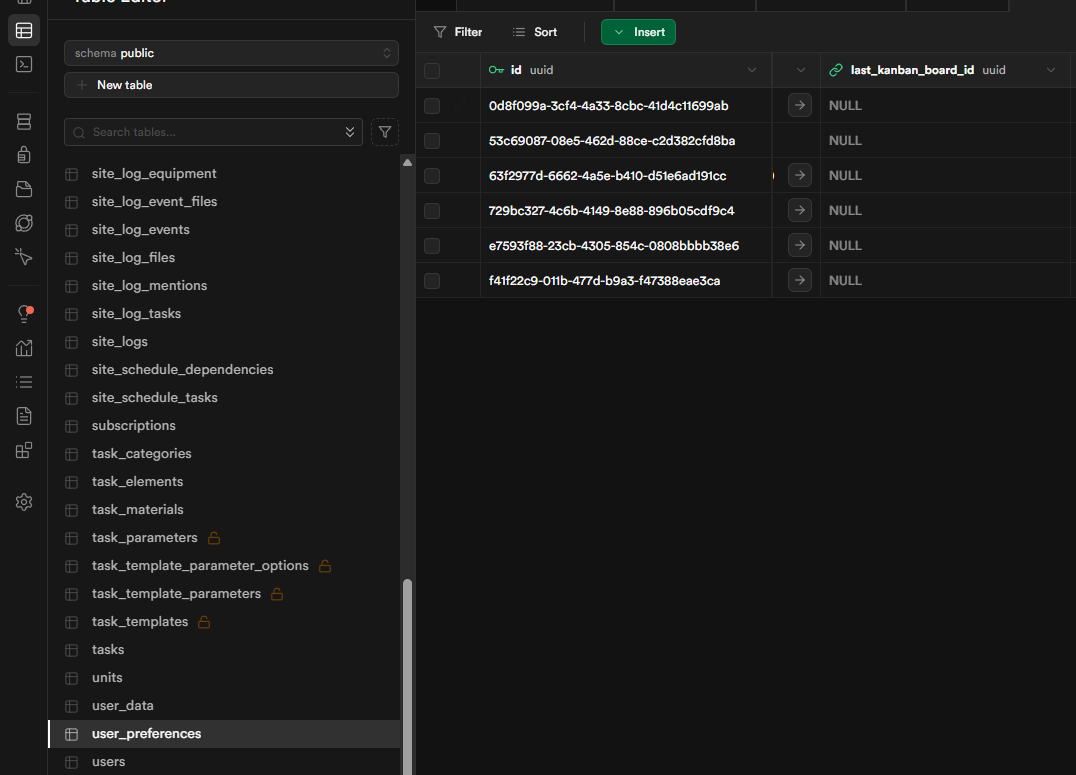 schema public
New table
Search tables...
site_log_equipment
site_log_event_files
site_log_events
site_log_files
site_log_mentions
site_log_tasks
site_logs
site_schedule_dependencies
site_schedule_tasks
subscriptions
task_categories
task_elements
task_materials
task_parameters
task_template_parameter_options
task_template_parameters
task_templates
tasks
units
user_data
user_preferences
users
Filter
Sort
Insert
id uuid
last_kanban_board_id uuid
0d8f099a-3cf4-4a33-8cbc-41d4c11699ab
NULL
53c69087-08e5-462d-88ce-c2d382cfd8ba
NULL
63f2977d-6662-4a5e-b410-d51e6ad191cc
NULL
729bc327-4c6b-4149-8e88-896b05cdf9c4
NULL
e7593f88-23cb-4305-854c-0808bbbb38e6
NULL
f41f22c9-011b-477d-b9a3-f47388eae3ca
NULL